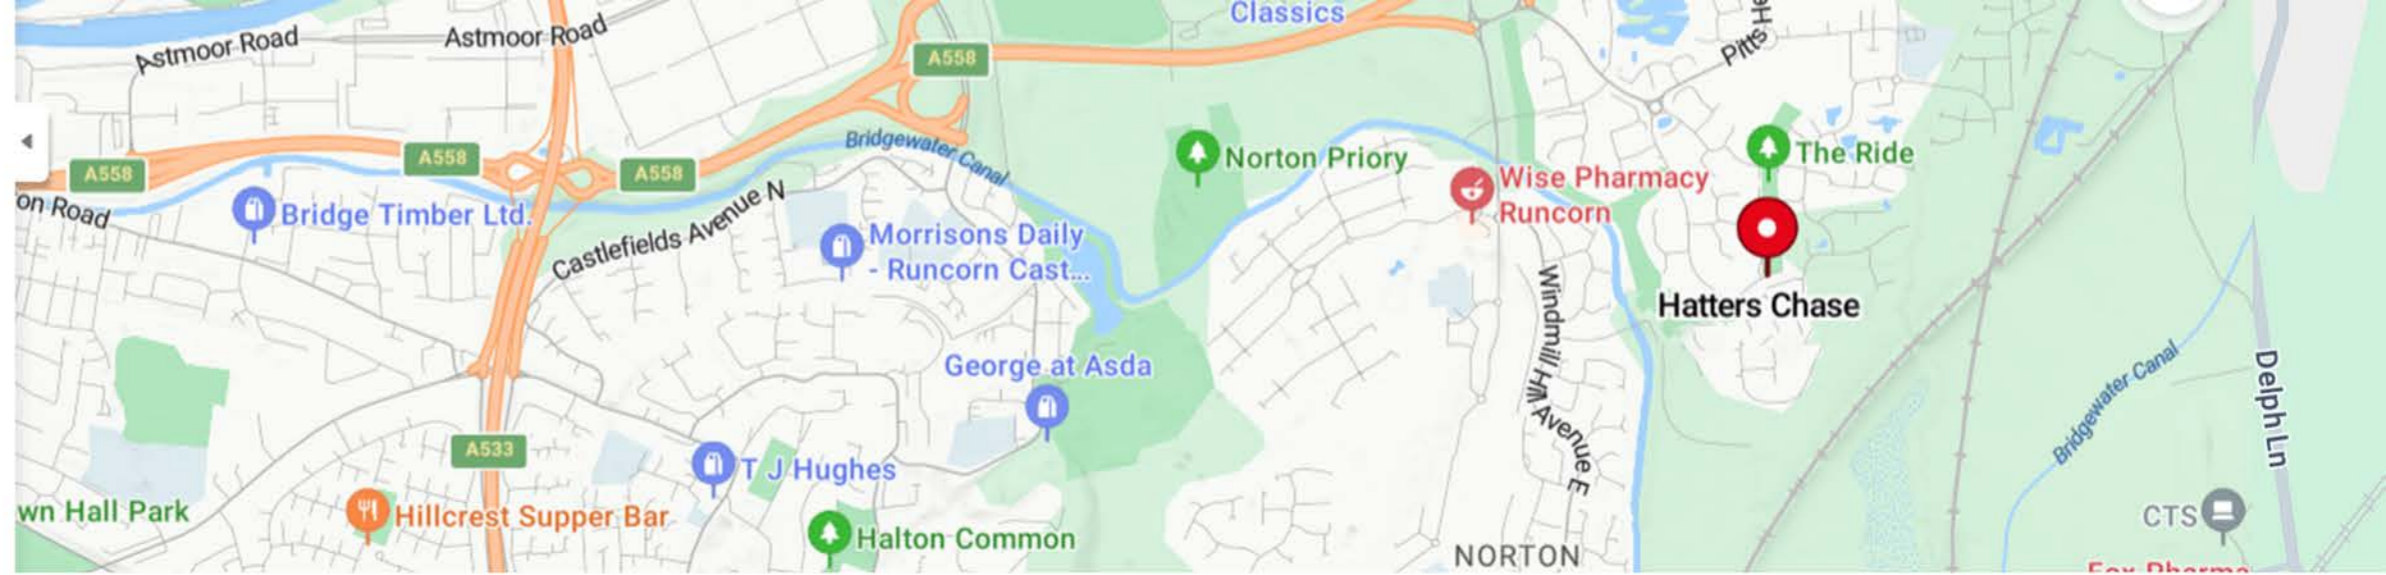 Classics
Astmoor Road
Astmoor Road
Pitts He
A558
A558
A558
A558
Bridgewater Canal
Norton Priory
The Ride
on Road
Bridge Timber Ltd.
Castlefields Avenue N
Wise Pharmacy
Runcorn
Morrisons Daily
- Runcorn Cast...
Hatters Chase
Windmill Hill Avenue E
George at Asda
Bridgewater Canal
Delph Ln
A533
T J Hughes
wn Hall Park
Hillcrest Supper Bar
Halton Common
CTS
NORTON
Fox Pharma